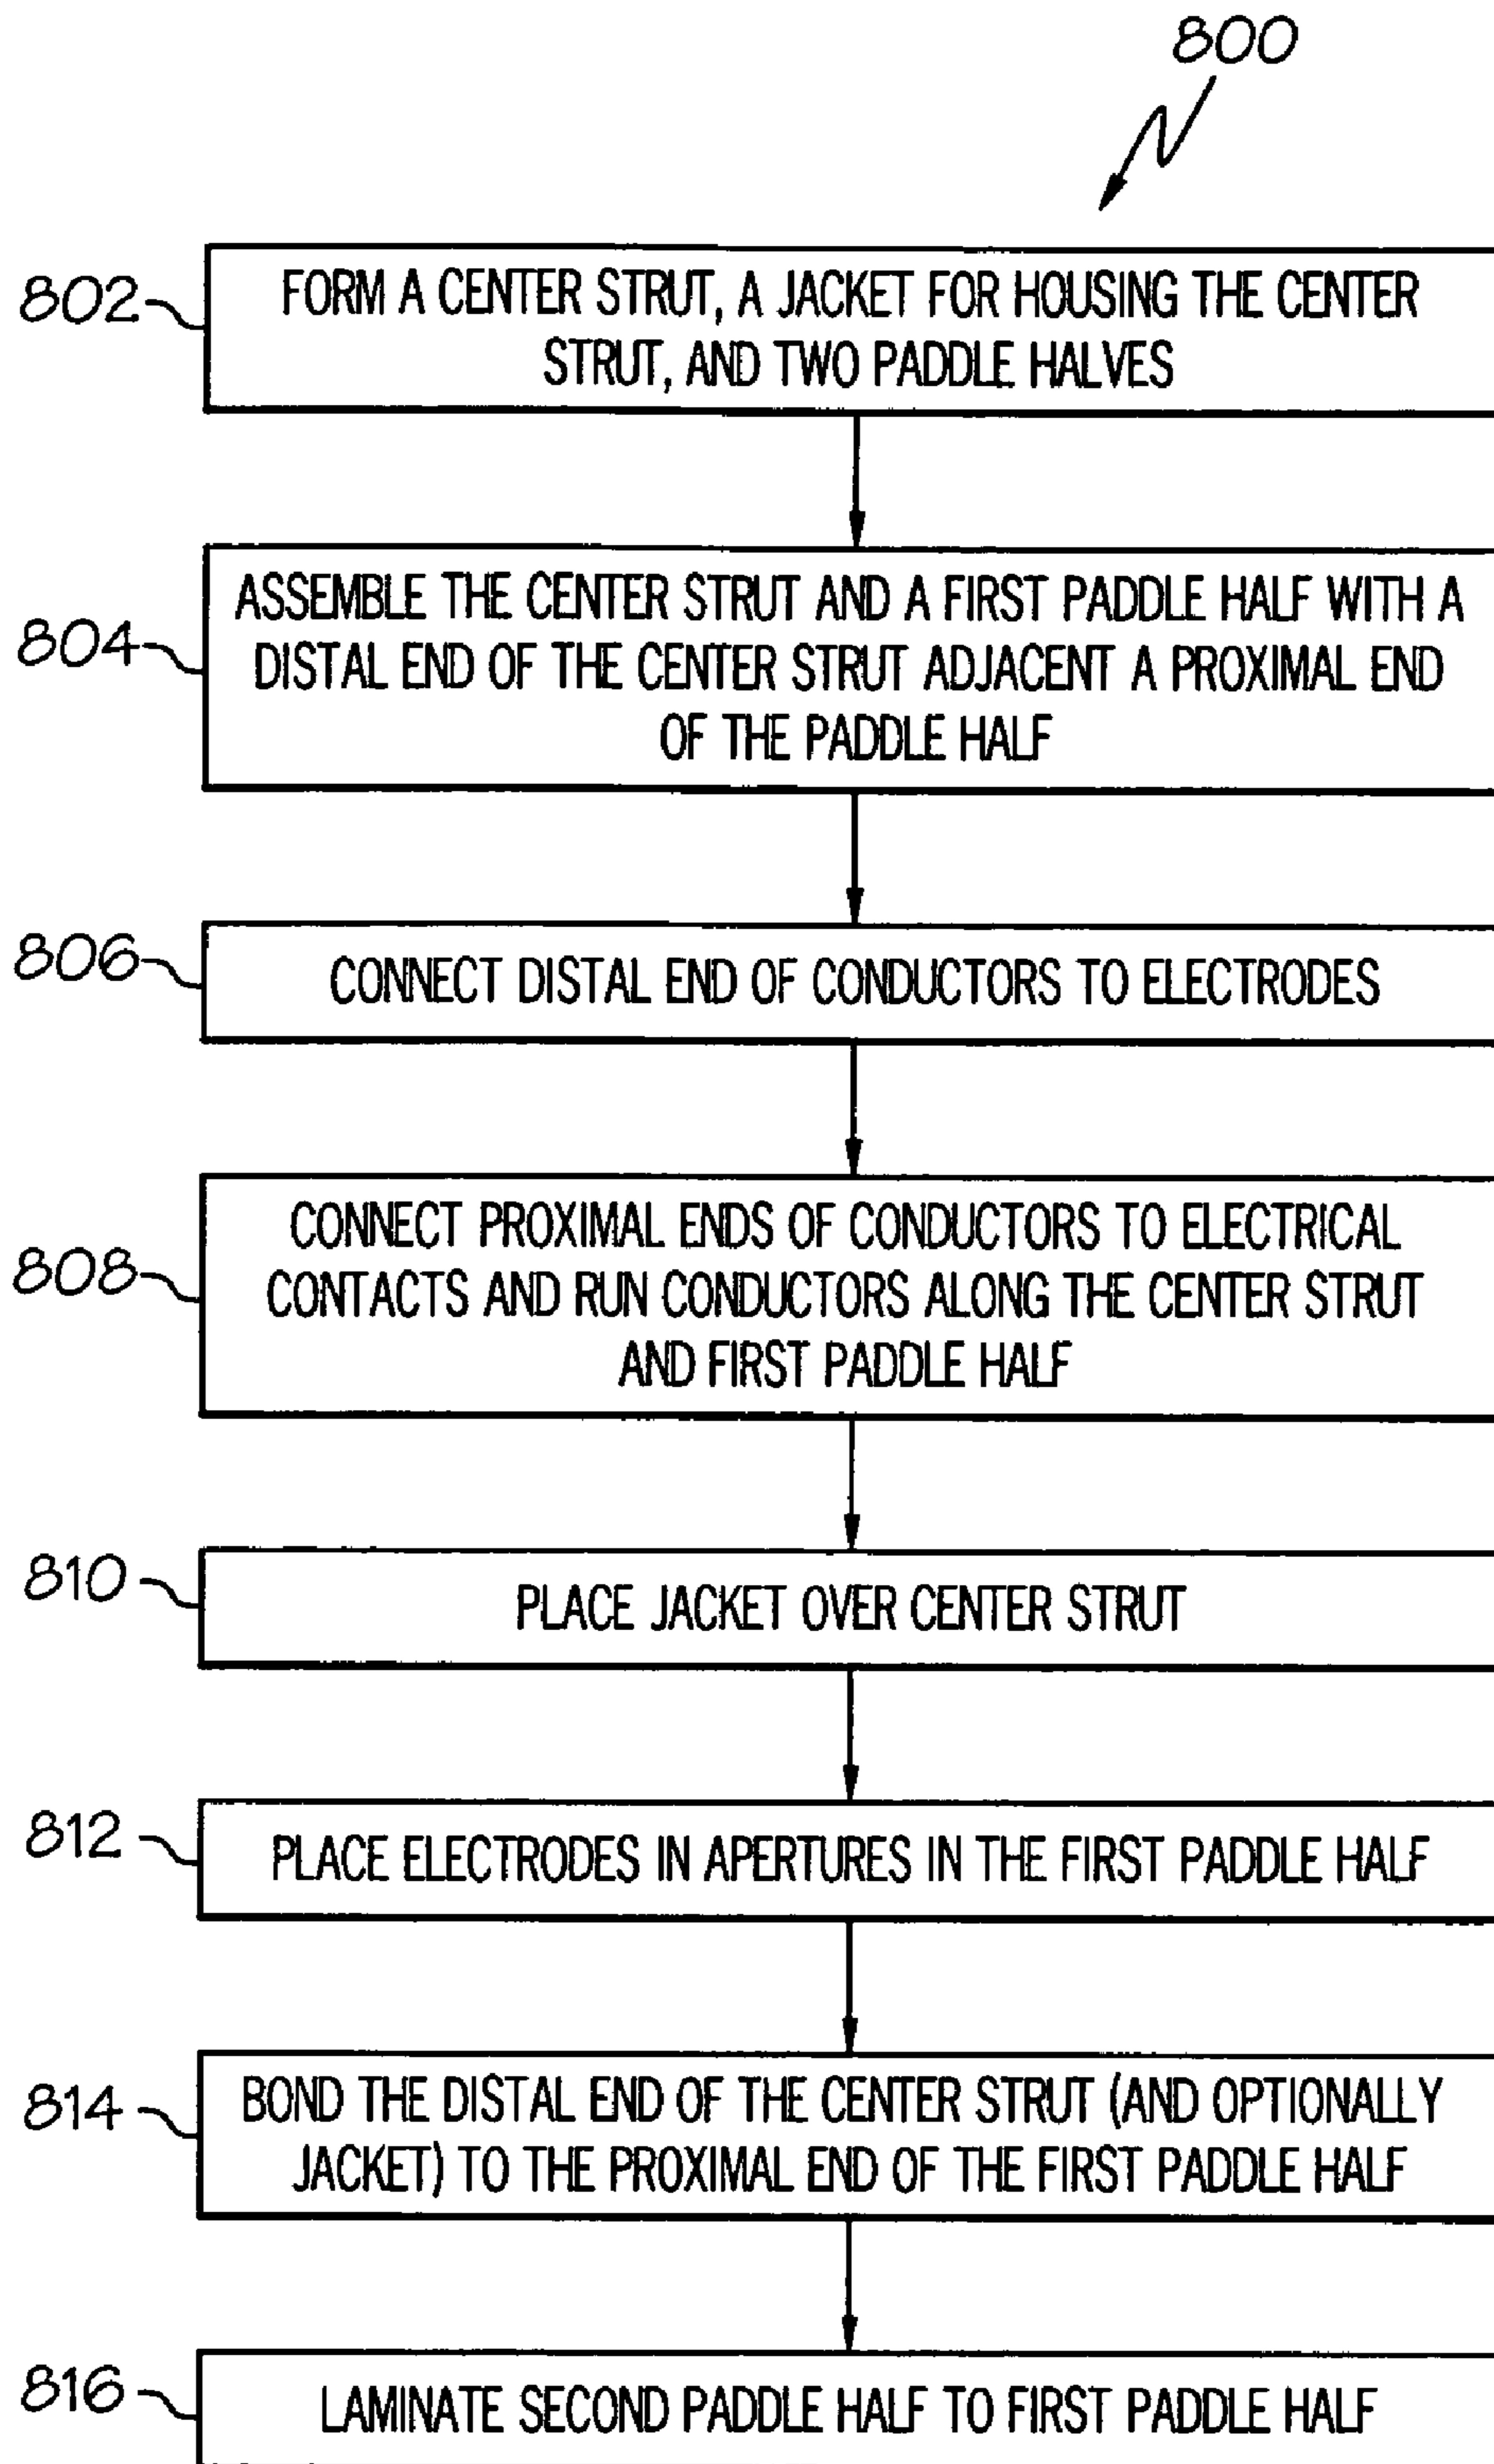 800
802
FORM A CENTER STRUT, A JACKET FOR HOUSING THE CENTER
STRUT, AND TWO PADDLE HALVES
804
ASSEMBLE THE CENTER STRUT AND A FIRST PADDLE HALF WITH A
DISTAL END OF THE CENTER STRUT ADJACENT A PROXIMAL END
OF THE PADDLE HALF
806
CONNECT DISTAL END OF CONDUCTORS TO ELECTRODES
808
CONNECT PROXIMAL ENDS OF CONDUCTORS TO ELECTRICAL
CONTACTS AND RUN CONDUCTORS ALONG THE CENTER STRUT
AND FIRST PADDLE HALF
810
PLACE JACKET OVER CENTER STRUT
812
PLACE ELECTRODES IN APERTURES IN THE FIRST PADDLE HALF
814
BOND THE DISTAL END OF THE CENTER STRUT (AND OPTIONALLY
JACKET) TO THE PROXIMAL END OF THE FIRST PADDLE HALF
816
LAMINATE SECOND PADDLE HALF TO FIRST PADDLE HALF